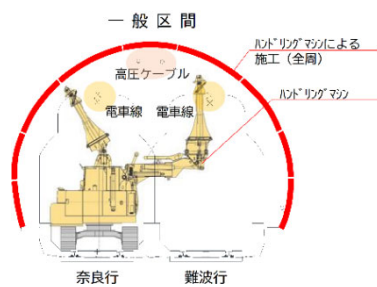 一般区間
ﾊﾝﾄﾞﾘﾝｸﾞﾏｼﾝによる
施工（全周）
高圧ケーブル
ﾊﾝﾄﾞﾘﾝｸﾞﾏｼﾝ
電車線 電車線
奈良行 難波行